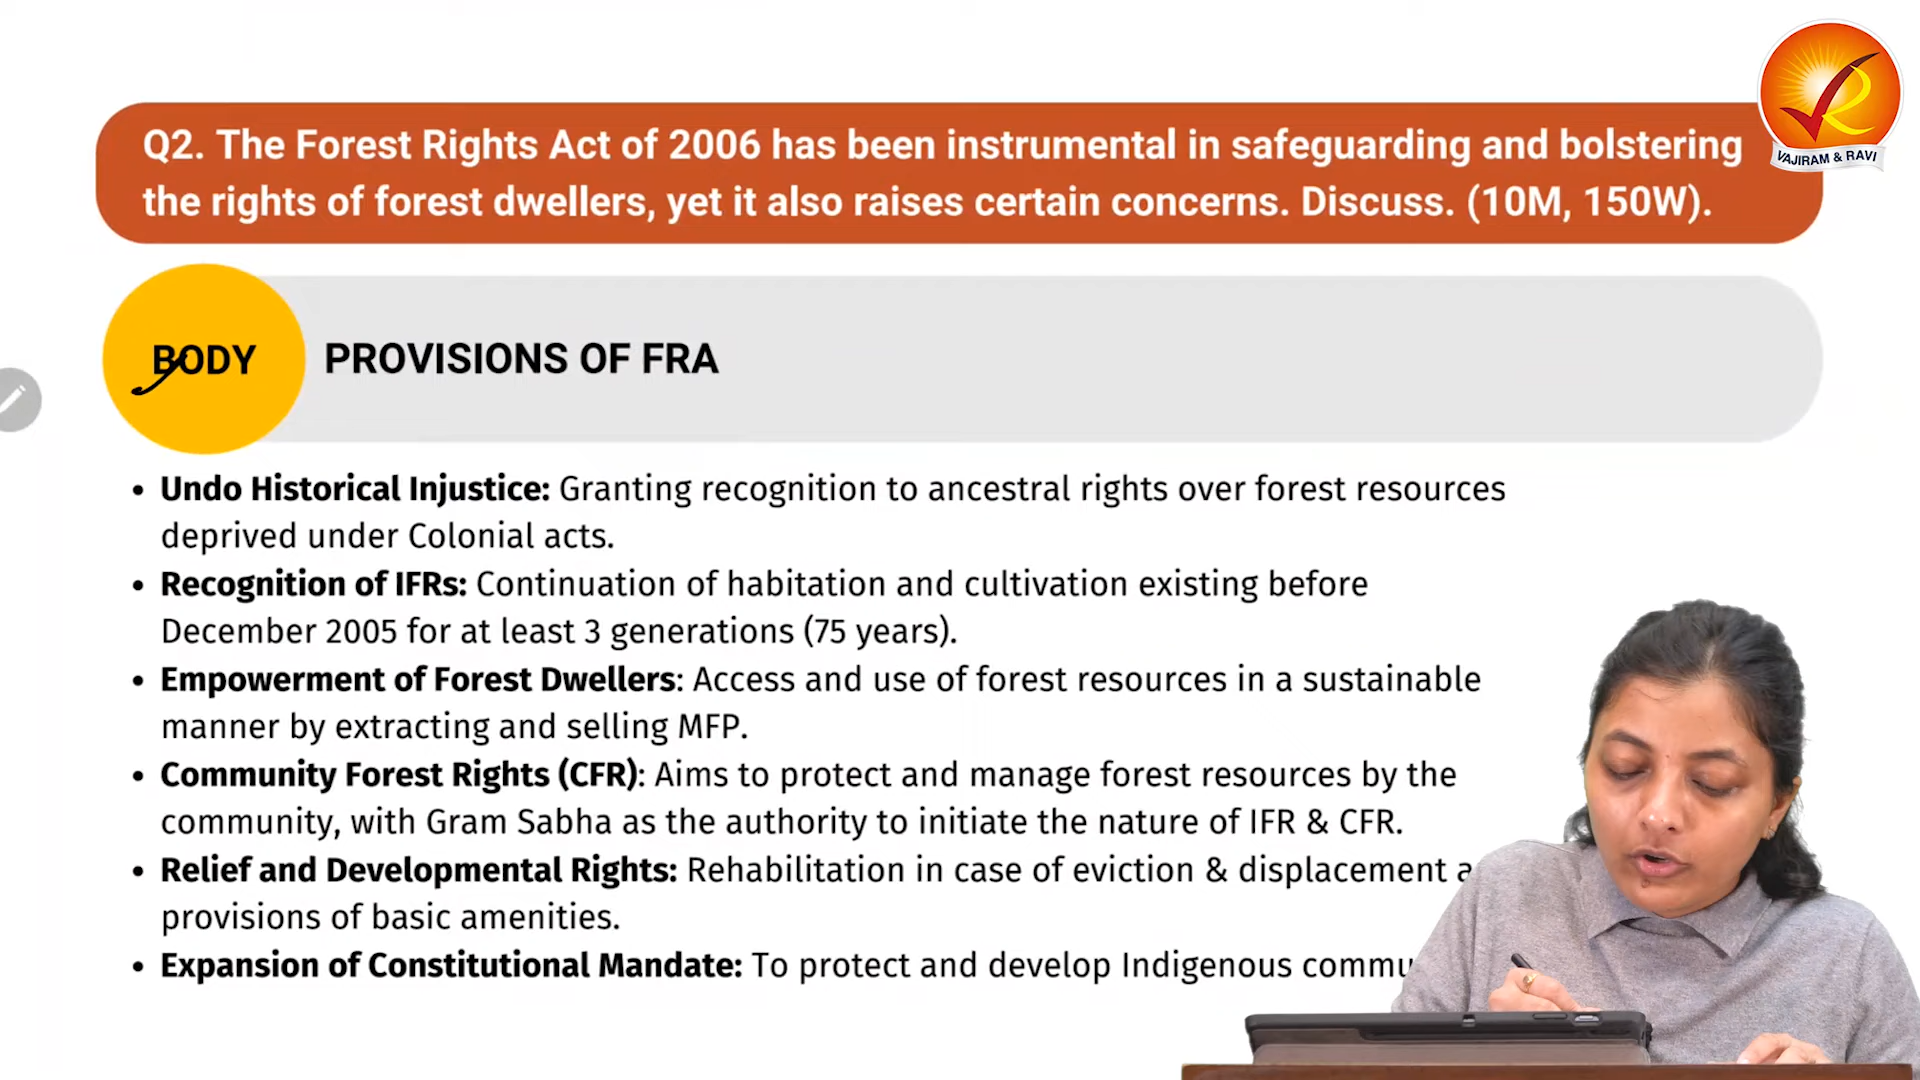 VAJIRAM & RAVI
Q2. The Forest Rights Act of 2006 has been instrumental in safeguarding and bolstering
the rights of forest dwellers, yet it also raises certain concerns. Discuss. (10M, 150W).
BODY
PROVISIONS OF FRA
• Undo Historical Injustice: Granting recognition to ancestral rights over forest resources
deprived under Colonial acts.
• Recognition of IFRs: Continuation of habitation and cultivation existing before
December 2005 for at least 3 generations (75 years).
• Empowerment of Forest Dwellers: Access and use of forest resources in a sustainable
manner by extracting and selling MFP.
• Community Forest Rights (CFR): Aims to protect and manage forest resources by the
community, with Gram Sabha as the authority to initiate the nature of IFR & CFR.
• Relief and Developmental Rights: Rehabilitation in case of eviction & displacement
provisions of basic amenities.
• Expansion of Constitutional Mandate: To protect and develop Indigenous